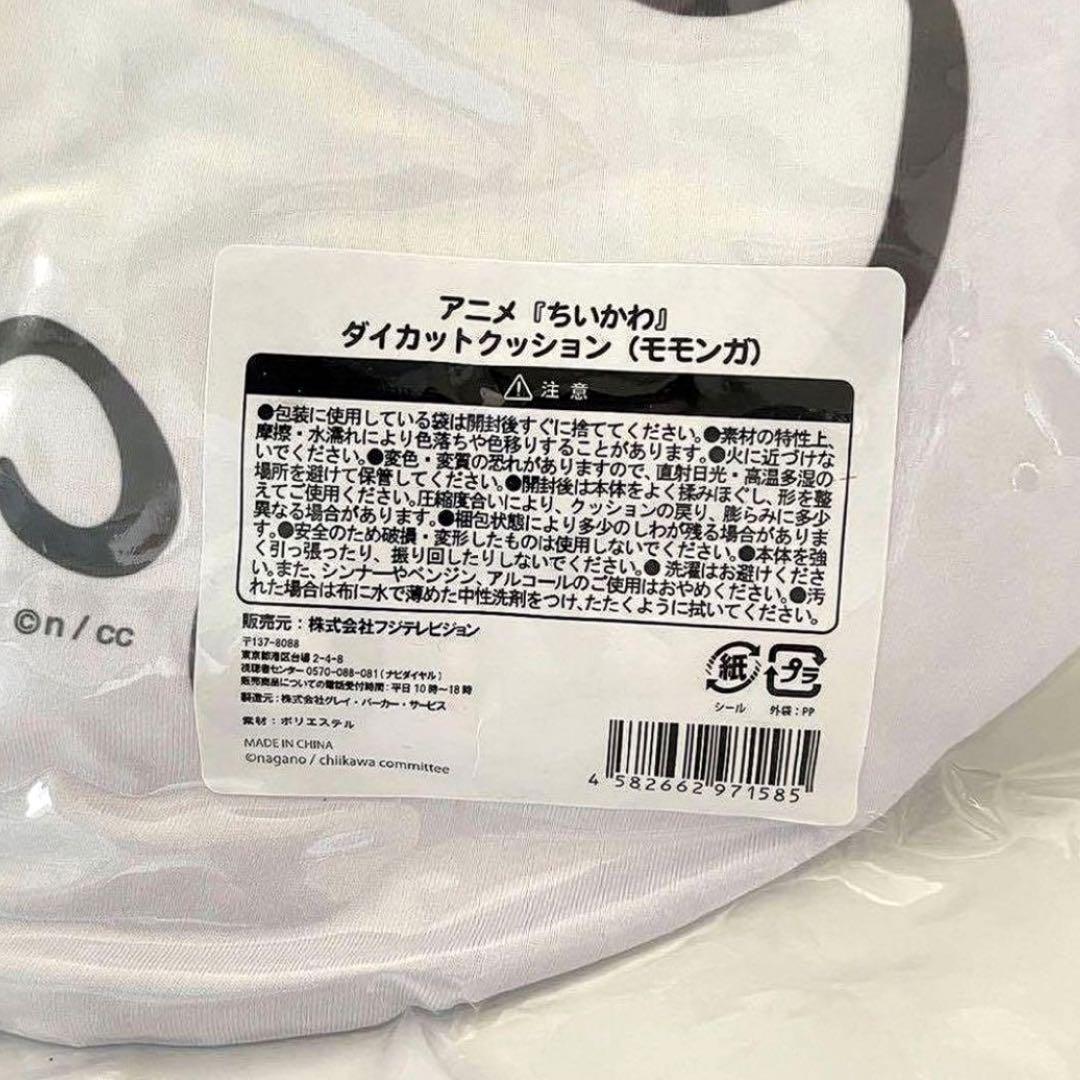 アニメ『ちいかわ』
ダイカットクッション（モモンガ）
⚠ 注意
●包装に使用している袋は開封後すぐに捨ててください。●素材の特性上、
摩擦・水濡れにより色落ちや色移りすることがあります。●火に近づけな
いでください。●変色・変質の恐れがありますので、直射日光・高温多湿の
場所を避けて保管してください。●開封後は本体をよく揉みほぐし、形を整
えてご使用ください。圧縮度合いにより、クッションの戻り、膨らみに多少
異なる場合があります。●梱包状態により多少のしわが残る場合がありま
す。●安全のため破損・変形したものは使用しないでください。●本体を強
く引っ張ったり、振り回したりしないでください。●洗濯はお避けくださ
い。また、シンナーやベンジン、アルコールのご使用はおやめください。●汚
れた場合は布に水で薄めた中性洗剤をつけ、たたくように拭いてください。
販売元：株式会社フジテレビジョン
〒137-8088
東京都港区台場2-4-8
視聴者センター0570-088-081（ナビダイヤル）
販売商品についての電話受付時間：平日10時〜18時
製造元：株式会社グレイ・パーカー・サービス
素材：ポリエステル
MADE IN CHINA
©nagano / chiikawa committee
紙
シール
プラ
外袋：PP
4 582662 971585
©n / cc